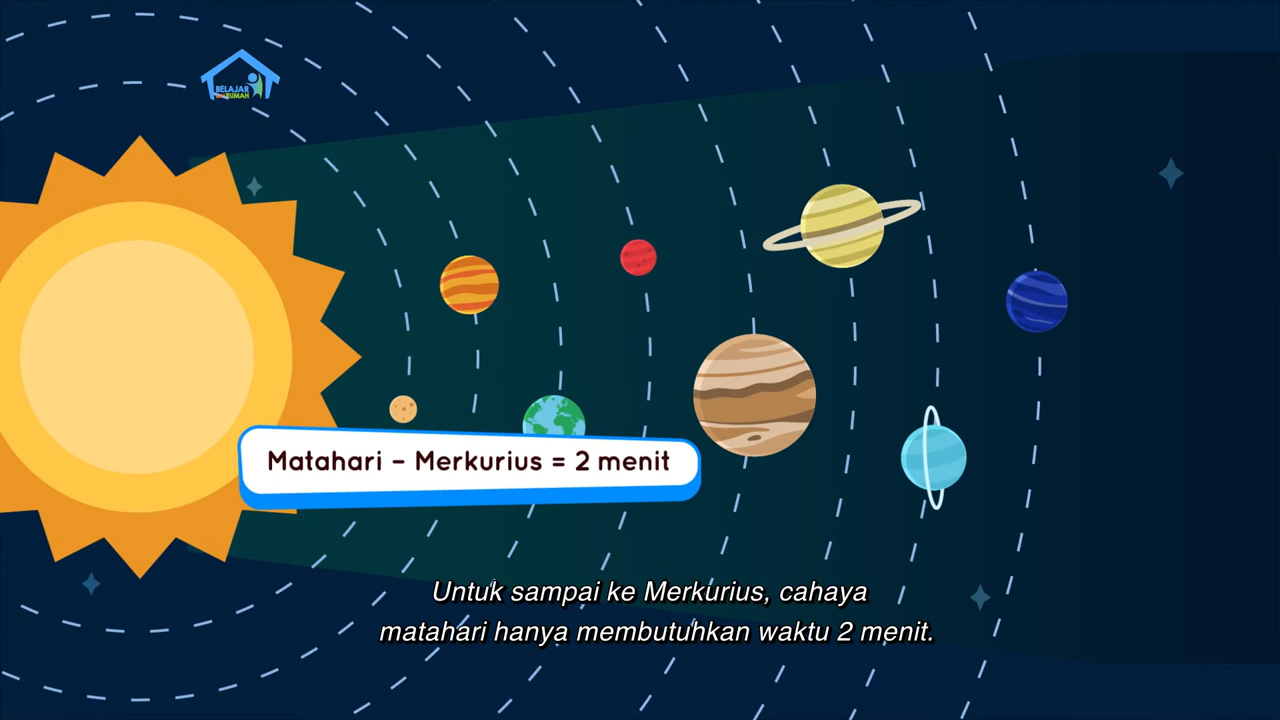 BELAJAR
RUMAH
Matahari – Merkurius = 2 menit
Untuk sampai ke Merkurius, cahaya
matahari hanya membutuhkan waktu 2 menit.